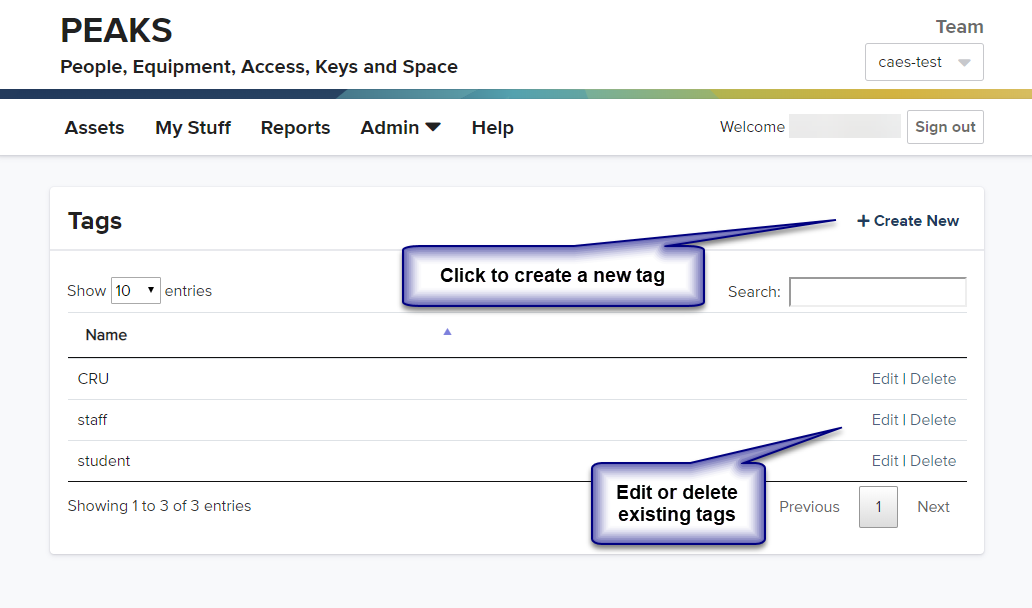 PEAKS
Team
People, Equipment, Access, Keys and Space
caes-test
Assets My Stuff Reports Admin Help Welcome Sign out
Tags
+ Create New
Click to create a new tag
Show 10 entries Search:
Name
CRU Edit | Delete
staff Edit | Delete
student Edit | Delete
Edit or delete
existing tags
Showing 1 to 3 of 3 entries Previous 1 Next